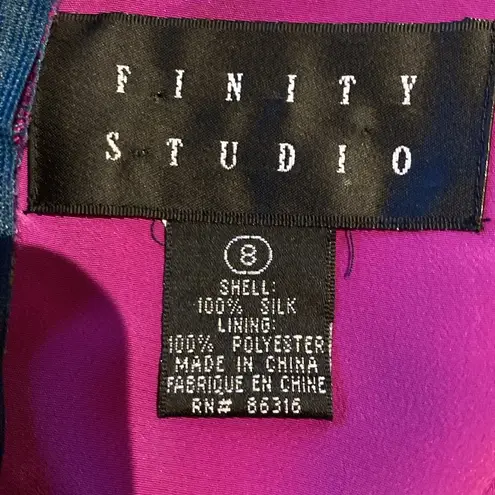 FINITY
STUDIO
8
SHELL:
100% SILK
LINING:
100% POLYESTER
MADE IN CHINA
FABRIQUE EN CHINE
RN# 86316